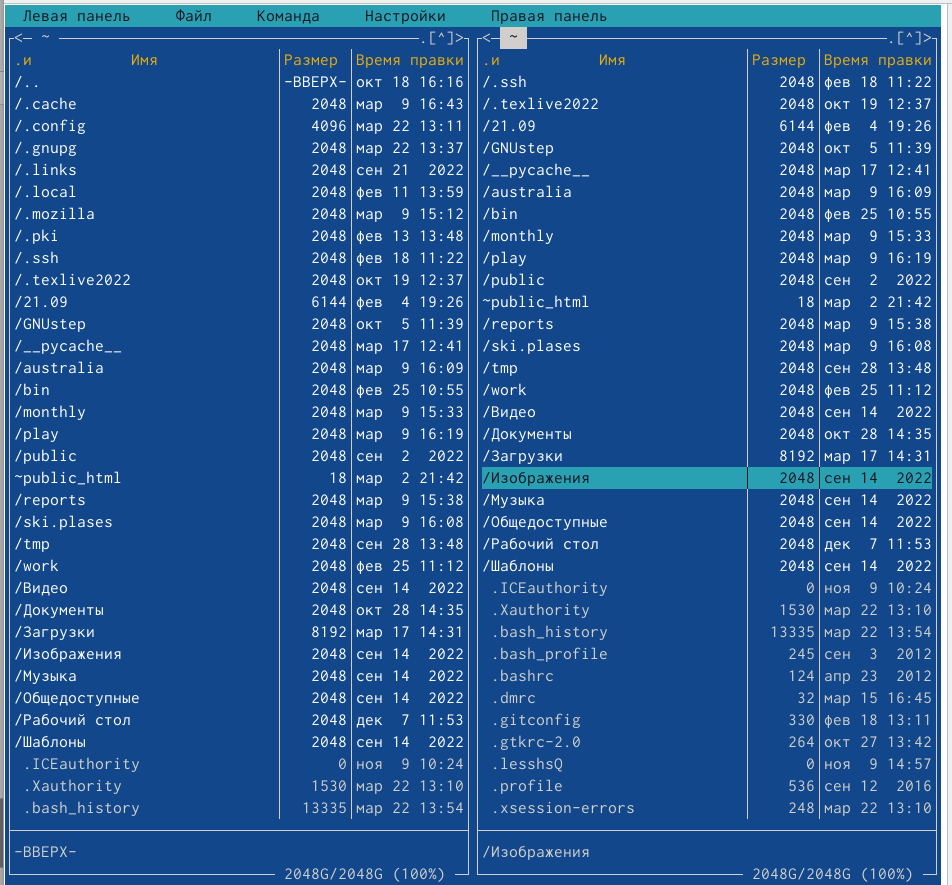 Левая панель Файл Команда Настройки Правая панель
<— ~ .[^]>
.и Имя Размер Время правки
/.. -ВВЕРХ- окт 18 16:16
/.cache 2048 мар 9 16:43
/.config 4096 мар 22 13:11
/.gnupg 2048 мар 22 13:37
/.links 2048 сен 21 2022
/.local 2048 фев 11 13:59
/.mozilla 2048 мар 9 15:12
/.pki 2048 фев 13 13:48
/.ssh 2048 фев 18 11:22
/.texlive2022 2048 окт 19 12:37
/21.09 6144 фев 4 19:26
/GNUstep 2048 окт 5 11:39
/__pycache__ 2048 мар 17 12:41
/australia 2048 мар 9 16:09
/bin 2048 фев 25 10:55
/monthly 2048 мар 9 15:33
/play 2048 мар 9 16:19
/public 2048 сен 2 2022
~public_html 18 мар 2 21:42
/reports 2048 мар 9 15:38
/ski.plases 2048 мар 9 16:08
/tmp 2048 сен 28 13:48
/work 2048 фев 25 11:12
/Видео 2048 сен 14 2022
/Документы 2048 окт 28 14:35
/Загрузки 8192 мар 17 14:31
/Изображения 2048 сен 14 2022
/Музыка 2048 сен 14 2022
/Общедоступные 2048 сен 14 2022
/Рабочий стол 2048 дек 7 11:53
/Шаблоны 2048 сен 14 2022
.ICEauthority 0 ноя 9 10:24
.Xauthority 1530 мар 22 13:10
.bash_history 13335 мар 22 13:54
-ВВЕРХ-
2048G/2048G (100%)
<— ~ .[^]>
.и Имя Размер Время правки
/.ssh 2048 фев 18 11:22
/.texlive2022 2048 окт 19 12:37
/21.09 6144 фев 4 19:26
/GNUstep 2048 окт 5 11:39
/__pycache__ 2048 мар 17 12:41
/australia 2048 мар 9 16:09
/bin 2048 фев 25 10:55
/monthly 2048 мар 9 15:33
/play 2048 мар 9 16:19
/public 2048 сен 2 2022
~public_html 18 мар 2 21:42
/reports 2048 мар 9 15:38
/ski.plases 2048 мар 9 16:08
/tmp 2048 сен 28 13:48
/work 2048 фев 25 11:12
/Видео 2048 сен 14 2022
/Документы 2048 окт 28 14:35
/Загрузки 8192 мар 17 14:31
/Изображения 2048 сен 14 2022
/Музыка 2048 сен 14 2022
/Общедоступные 2048 сен 14 2022
/Рабочий стол 2048 дек 7 11:53
/Шаблоны 2048 сен 14 2022
.ICEauthority 0 ноя 9 10:24
.Xauthority 1530 мар 22 13:10
.bash_history 13335 мар 22 13:54
.bash_profile 245 сен 3 2012
.bashrc 124 апр 23 2012
.dmrc 32 мар 15 16:45
.gitconfig 330 фев 18 13:11
.gtkrc-2.0 264 окт 27 13:42
.lesshsQ 0 ноя 9 14:57
.profile 536 сен 12 2016
.xsession-errors 248 мар 22 13:10
/Изображения
2048G/2048G (100%)